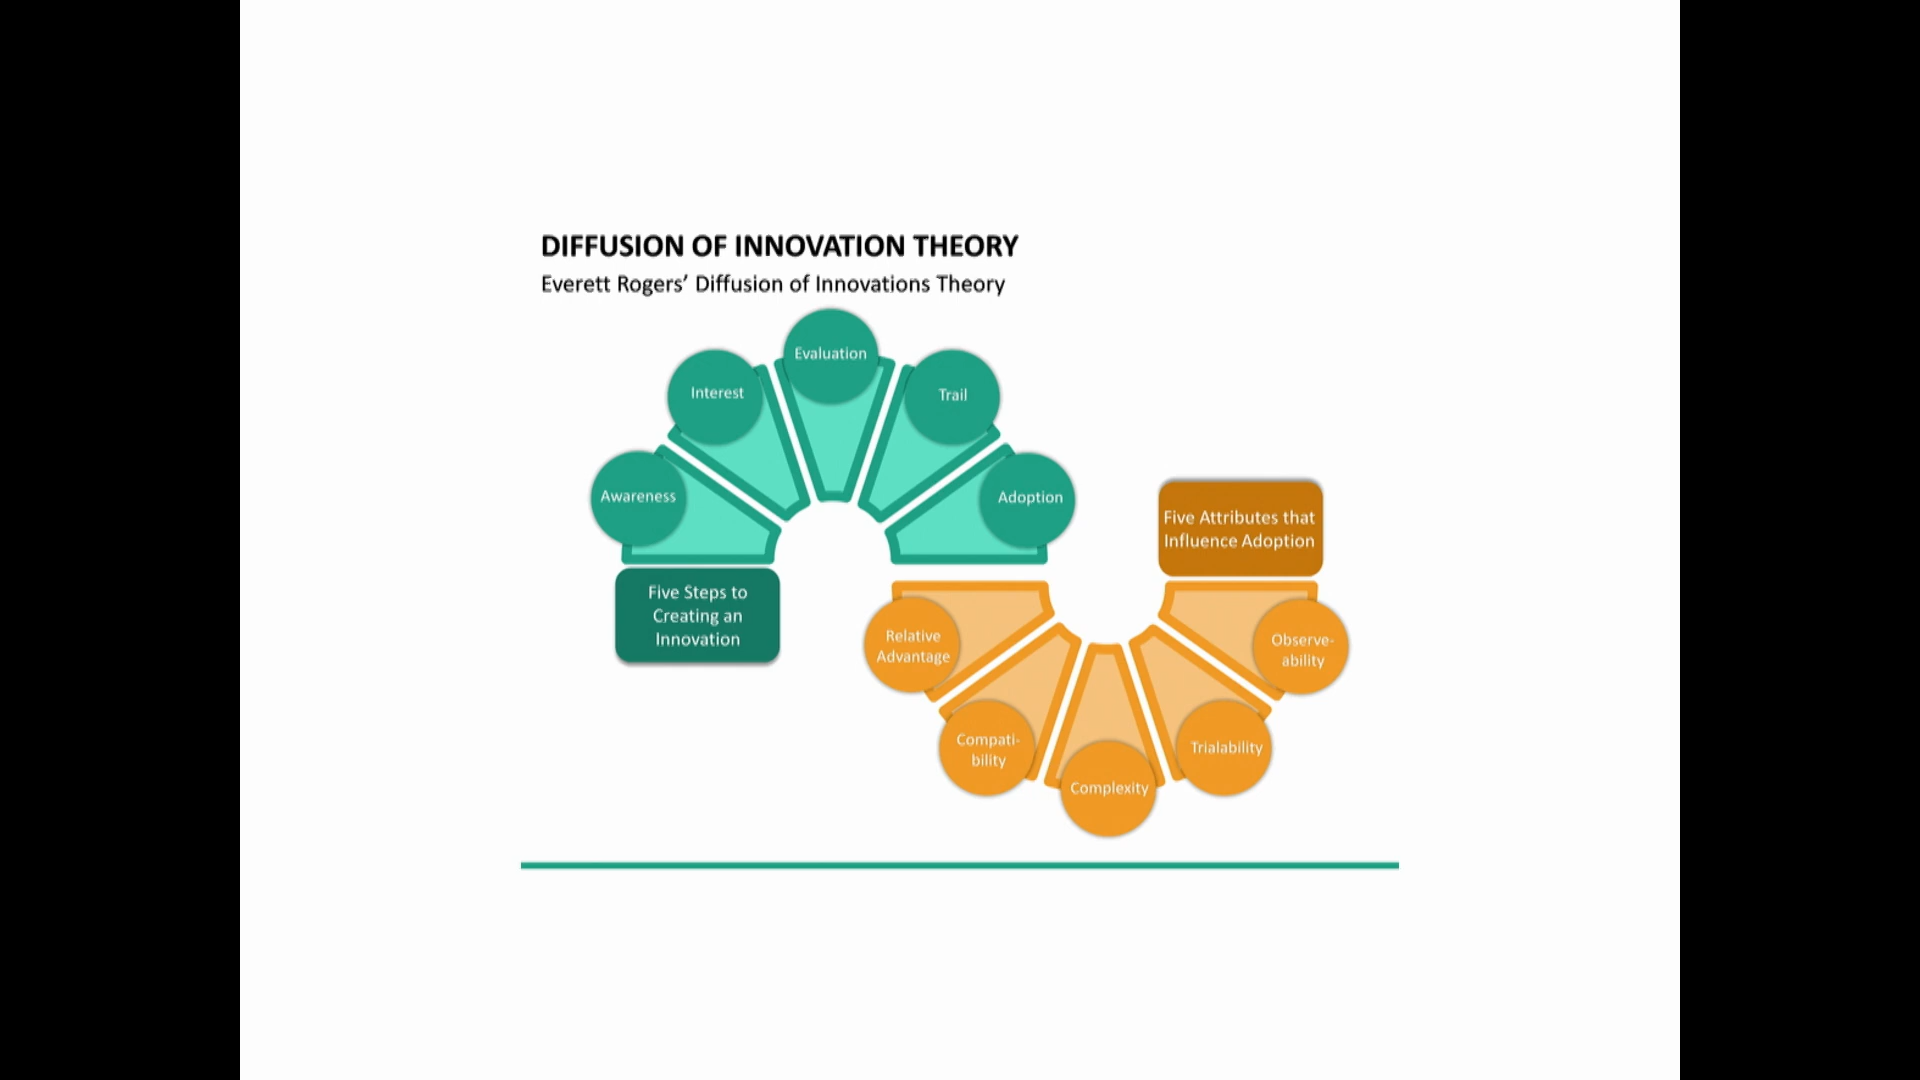 DIFFUSION OF INNOVATION THEORY
Everett Rogers’ Diffusion of Innovations Theory
Evaluation
Interest
Trail
Awareness
Adoption
Five Steps to
Creating an
Innovation
Five Attributes that
Influence Adoption
Relative
Advantage
Compati-
bility
Complexity
Trialability
Observe-
ability